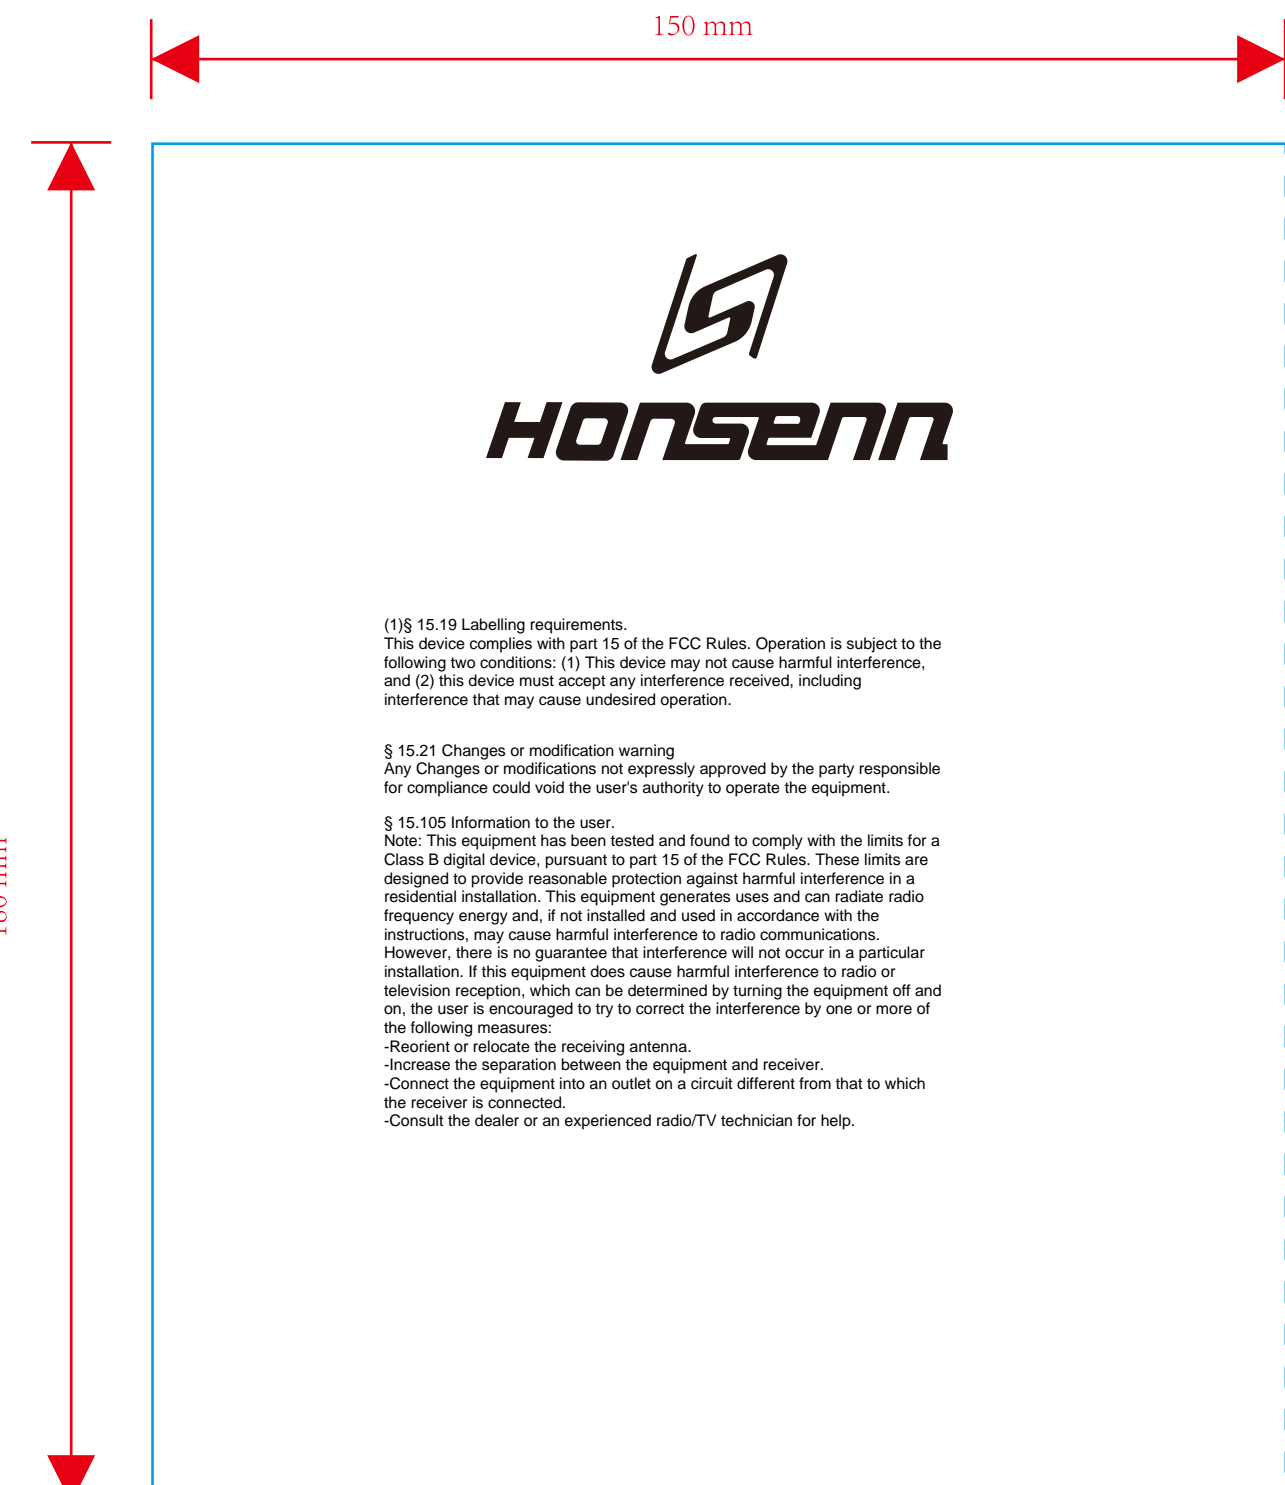 150 mm
HONSENN
(1)§ 15.19 Labelling requirements.
This device complies with part 15 of the FCC Rules. Operation is subject to the
following two conditions: (1) This device may not cause harmful interference,
and (2) this device must accept any interference received, including
interference that may cause undesired operation.
§ 15.21 Changes or modification warning
Any Changes or modifications not expressly approved by the party responsible
for compliance could void the user's authority to operate the equipment.
§ 15.105 Information to the user.
Note: This equipment has been tested and found to comply with the limits for a
Class B digital device, pursuant to part 15 of the FCC Rules. These limits are
designed to provide reasonable protection against harmful interference in a
residential installation. This equipment generates uses and can radiate radio
frequency energy and, if not installed and used in accordance with the
instructions, may cause harmful interference to radio communications.
However, there is no guarantee that interference will not occur in a particular
installation. If this equipment does cause harmful interference to radio or
television reception, which can be determined by turning the equipment off and
on, the user is encouraged to try to correct the interference by one or more of
the following measures:
-Reorient or relocate the receiving antenna.
-Increase the separation between the equipment and receiver.
-Connect the equipment into an outlet on a circuit different from that to which
the receiver is connected.
-Consult the dealer or an experienced radio/TV technician for help.
mm